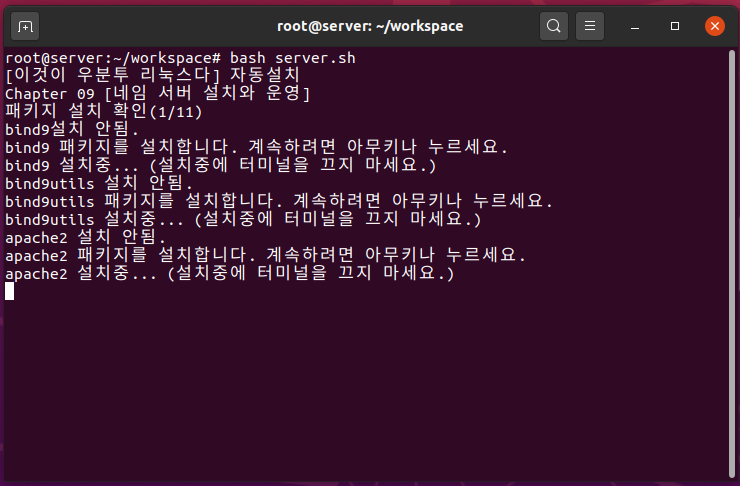 root@server: ~/workspace
root@server:~/workspace# bash server.sh
[이것이 우분투 리눅스다] 자동설치
Chapter 09 [네임 서버 설치와 운영]
패키지 설치 확인(1/11)
bind9설치 안됨.
bind9 패키지를 설치합니다. 계속하려면 아무키나 누르세요.
bind9 설치중... (설치중에 터미널을 끄지 마세요.)
bind9utils 설치 안됨.
bind9utils 패키지를 설치합니다. 계속하려면 아무키나 누르세요.
bind9utils 설치중... (설치중에 터미널을 끄지 마세요.)
apache2 설치 안됨.
apache2 패키지를 설치합니다. 계속하려면 아무키나 누르세요.
apache2 설치중... (설치중에 터미널을 끄지 마세요.)